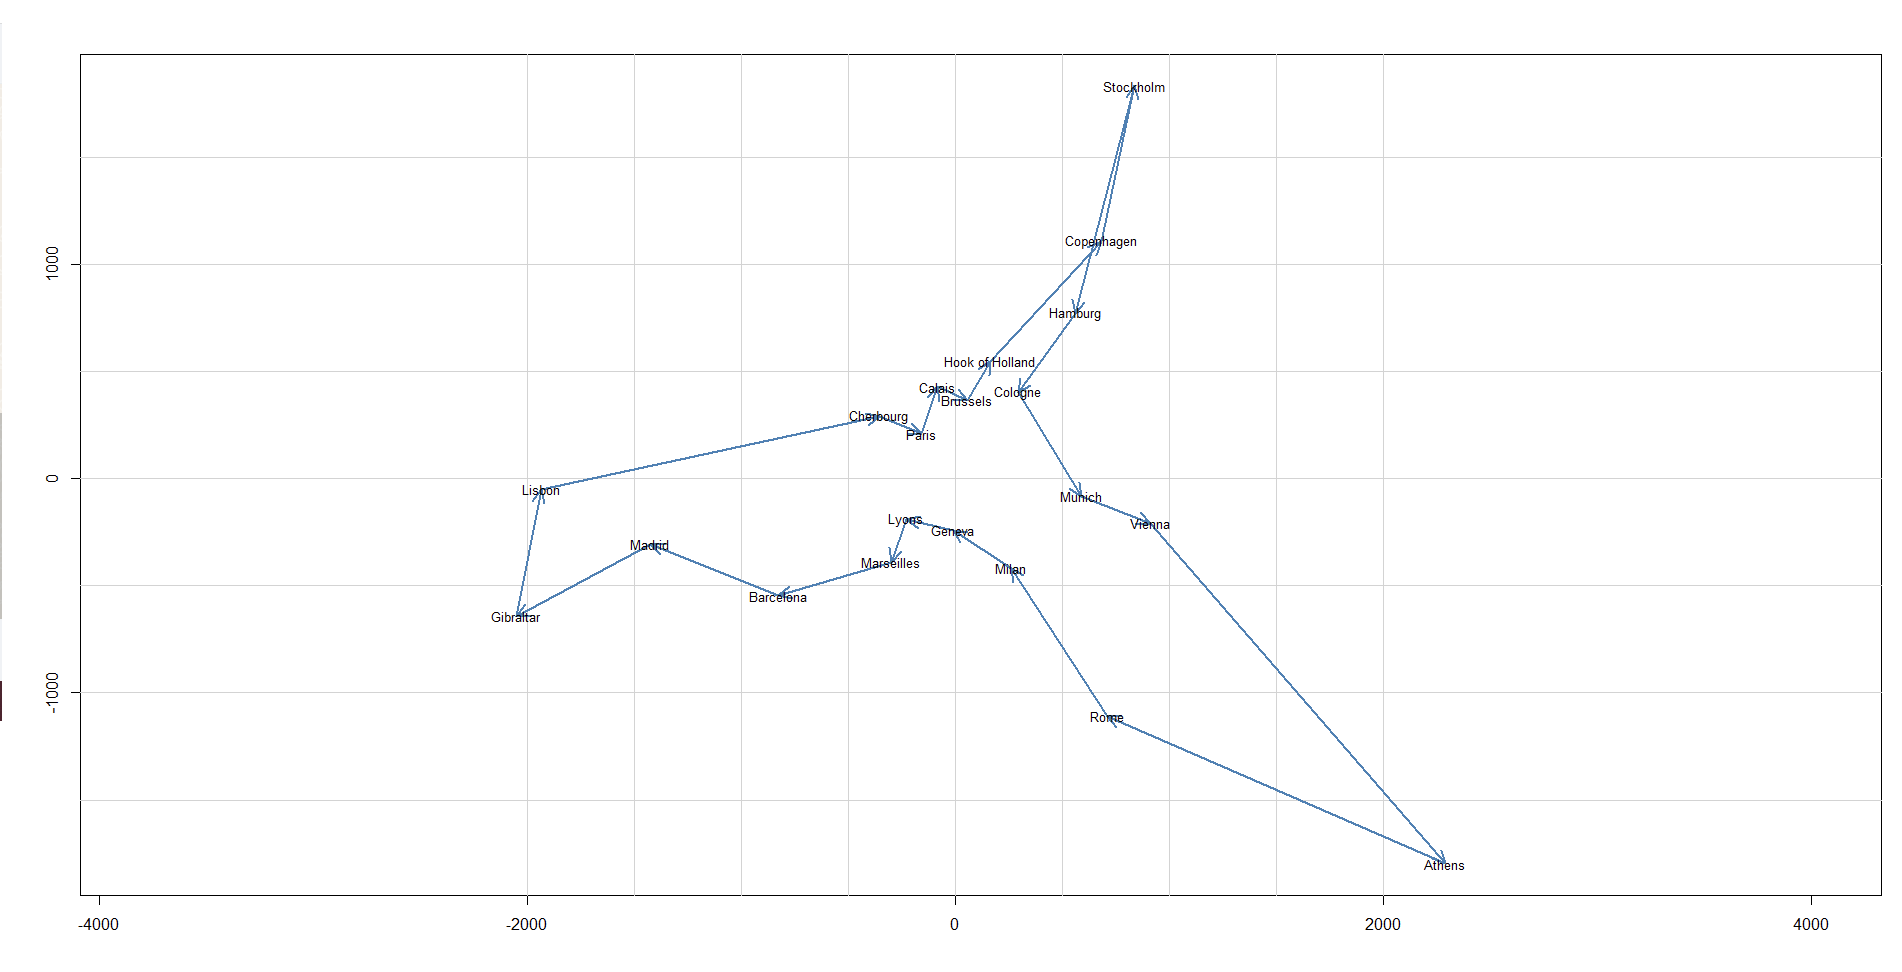 Stockholm
Copenhagen
Hamburg
Hook of Holland
Calais
Cologne
Brussels
Cherbourg
Paris
Lisbon
Munich
Lyons
Vienna
Geneva
Madrid
Marseilles
Milan
Barcelona
Gibraltar
Rome
Athens
1000
0
-1000
-4000
-2000
0
2000
4000